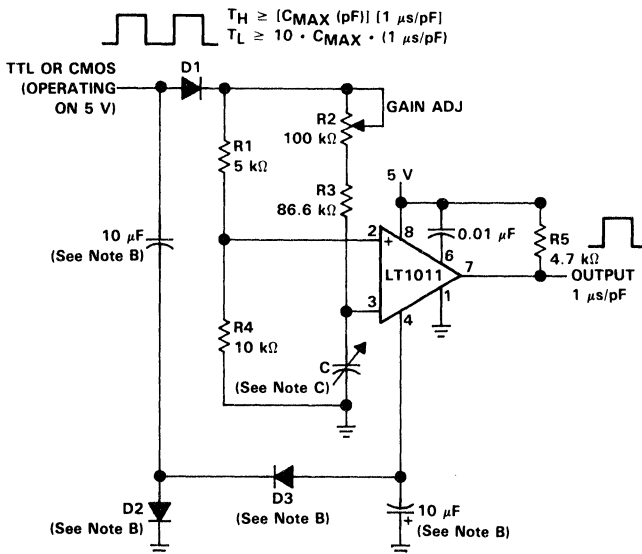 T_H ≥ [C_MAX (pF)] [1 μs/pF]
T_L ≥ 10 · C_MAX · (1 μs/pF)
TTL OR CMOS
(OPERATING
ON 5 V)
D1
GAIN ADJ
R2
100 kΩ
R1
5 kΩ
R3
86.6 kΩ
5 V
10 μF
(See Note B)
2
+
8
0.01 μF
R5
4.7 kΩ
6
LT1011
7
OUTPUT
1 μs/pF
3
1
4
R4
10 kΩ
C
(See Note C)
D2
(See Note B)
D3
(See Note B)
10 μF
+
(See Note B)